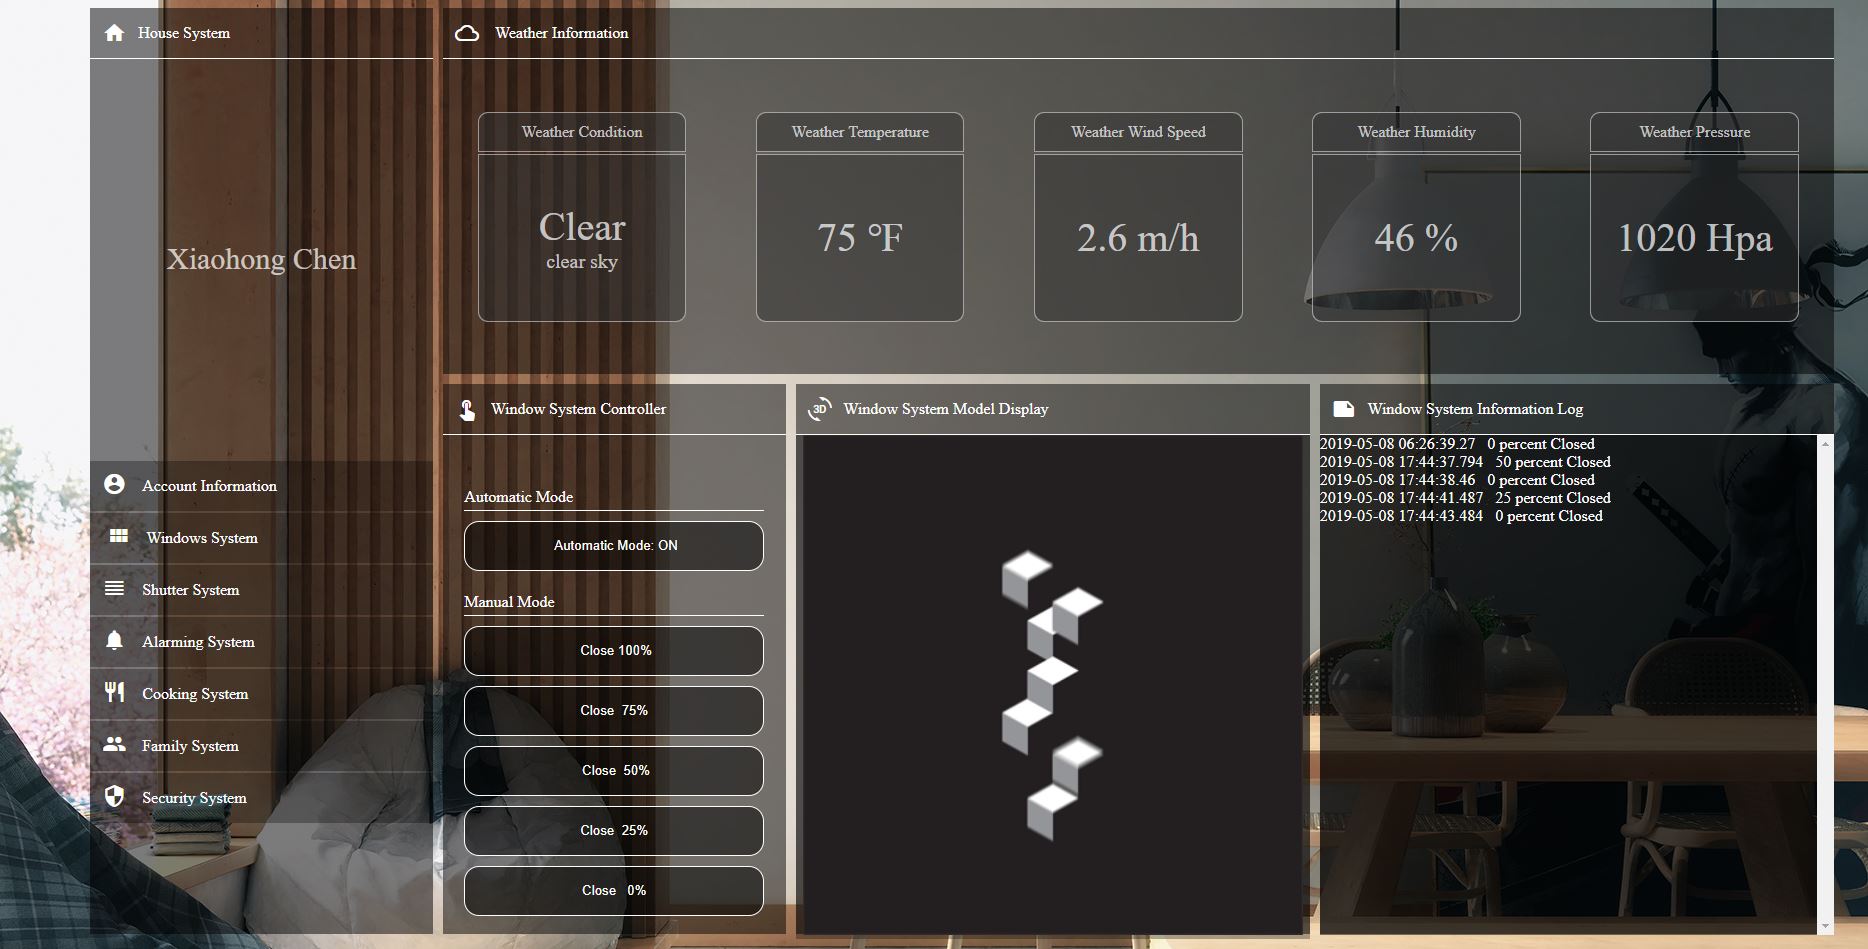 House System
Weather Information
Weather Condition
Clear
clear sky
Weather Temperature
75 °F
Weather Wind Speed
2.6 m/h
Weather Humidity
46 %
Weather Pressure
1020 Hpa
Xiaohong Chen
Account Information
Windows System
Shutter System
Alarming System
Cooking System
Family System
Security System
Window System Controller
Automatic Mode
Automatic Mode: ON
Manual Mode
Close 100%
Close 75%
Close 50%
Close 25%
Close 0%
3D Window System Model Display
Window System Information Log
2019-05-08 06:26:39.27 0 percent Closed
2019-05-08 17:44:37.794 50 percent Closed
2019-05-08 17:44:38.46 0 percent Closed
2019-05-08 17:44:41.487 25 percent Closed
2019-05-08 17:44:43.484 0 percent Closed